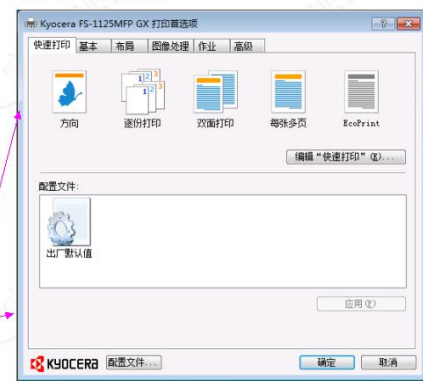 Kyocera FS-1125MFP GX 打印首选项
快速打印 基本 布局 图像处理 作业 高级
方向 逐份打印 双面打印 每张多页 EcoPrint
编辑“快速打印”(E)...
配置文件:
出厂默认值
应用(Y)
KYOCERA 配置文件... 确定 取消